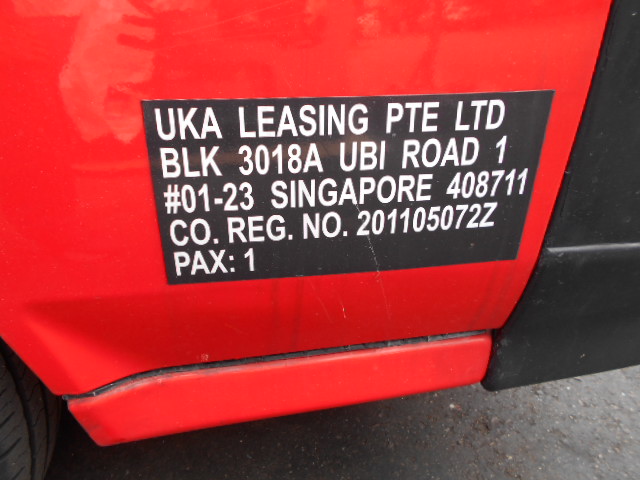 UKA LEASING PTE LTD
BLK 3018A UBI ROAD 1
#01-23 SINGAPORE 408711
CO. REG. NO. 201105072Z
PAX: 1